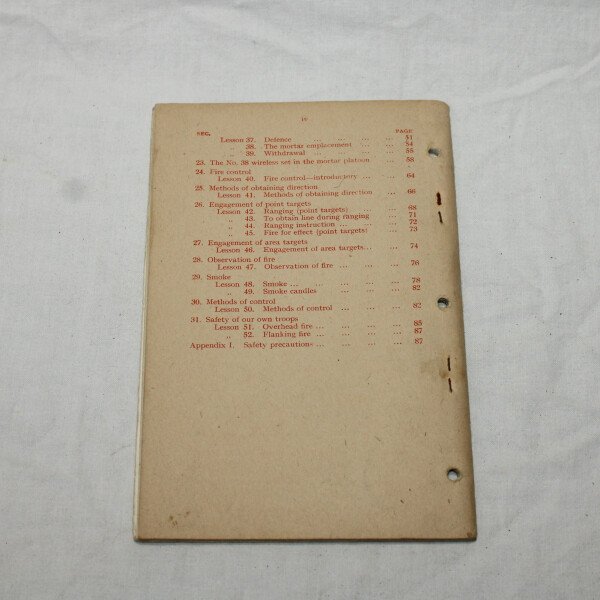 iv
SEC. PAGE
Lesson 37. Defence ... ... ... ... 51
„ 38. The mortar emplacement ... ... 54
„ 39. Withdrawal ... ... ... ... 55
23. The No. 38 wireless set in the mortar platoon ... 58
24. Fire control
Lesson 40. Fire control—introductory ... ... 64
25. Methods of obtaining direction
Lesson 41. Methods of obtaining direction ... 66
26. Engagement of point targets
Lesson 42. Ranging (point targets) ... ... 68
„ 43. To obtain line during ranging ... 71
„ 44. Ranging instruction ... ... ... 72
„ 45. Fire for effect (point targets) ... 73
27. Engagement of area targets
Lesson 46. Engagement of area targets... ... 74
28. Observation of fire
Lesson 47. Observation of fire ... ... ... 76
29. Smoke
Lesson 48. Smoke ... ... ... ... ... 78
„ 49. Smoke candles ... ... ... 82
30. Methods of control
Lesson 50. Methods of control ... ... ... 82
31. Safety of our own troops
Lesson 51. Overhead fire ... ... ... ... 85
„ 52. Flanking fire ... ... ... ... 87
Appendix I. Safety precautions ... ... ... ... 87